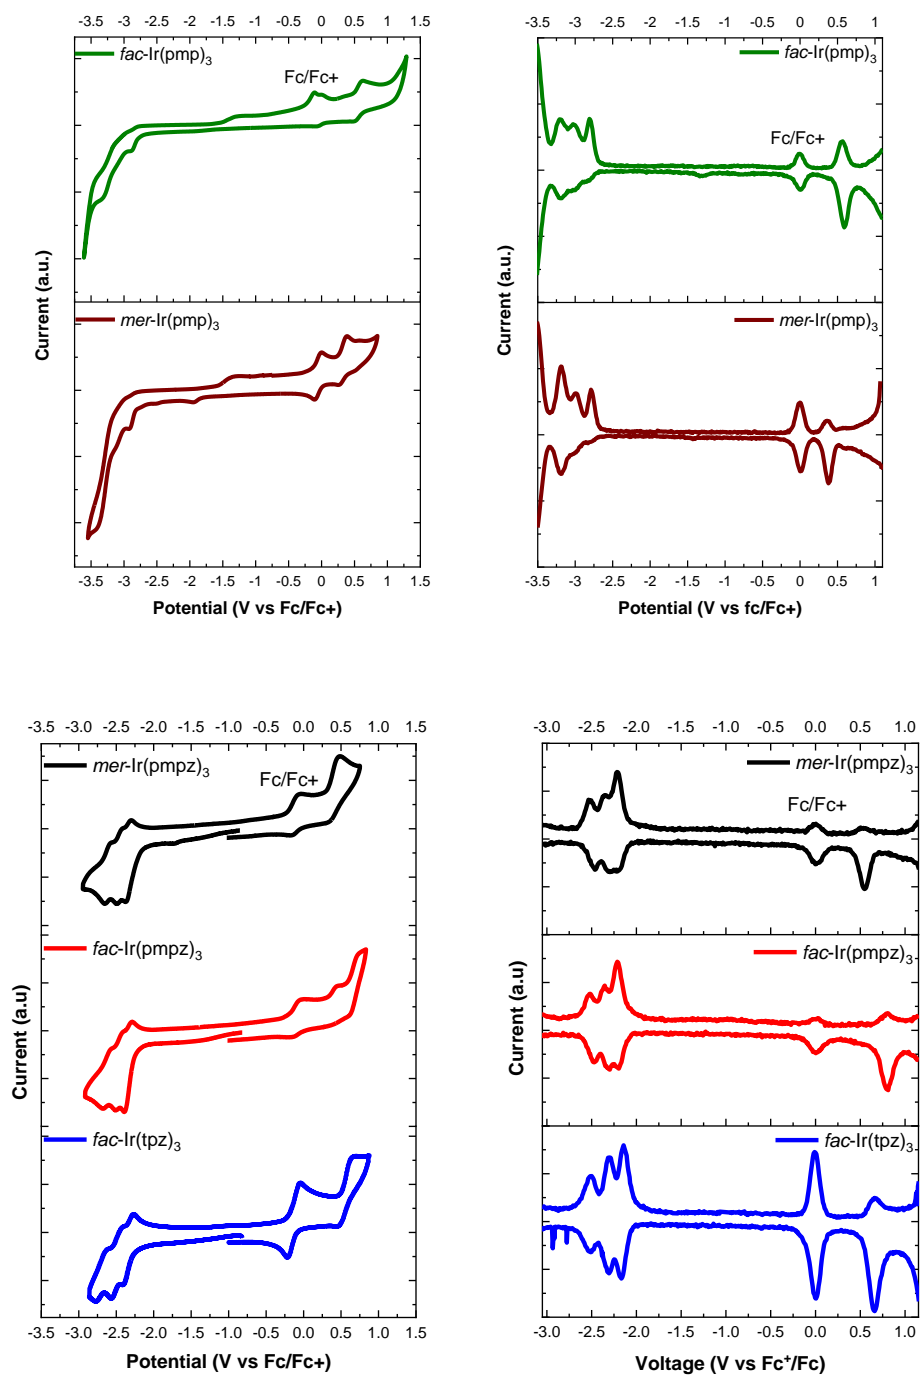 -3.5 -3 -2.5 -2 -1.5 -1 -0.5 0 0.5 1 1.5
fac-Ir(pmp)3
Fc/Fc+
mer-Ir(pmp)3
Current (a.u.)
-3.5 -3 -2.5 -2 -1.5 -1 -0.5 0 0.5 1 1.5
Potential (V vs Fc/Fc+)
-3.5 -3 -2.5 -2 -1.5 -1 -0.5 0 0.5 1
fac-Ir(pmp)3
Fc/Fc+
mer-Ir(pmp)3
Current (a.u.)
-3.5 -3 -2.5 -2 -1.5 -1 -0.5 0 0.5 1
Potential (V vs fc/Fc+)
-3.5 -3.0 -2.5 -2.0 -1.5 -1.0 -0.5 0.0 0.5 1.0 1.5
mer-Ir(pmpz)3
Fc/Fc+
fac-Ir(pmpz)3
fac-Ir(tpz)3
Current (a.u)
-3.5 -3.0 -2.5 -2.0 -1.5 -1.0 -0.5 0.0 0.5 1.0 1.5
Potential (V vs Fc/Fc+)
-3.0 -2.5 -2.0 -1.5 -1.0 -0.5 0.0 0.5 1.0
mer-Ir(pmpz)3
Fc/Fc+
fac-Ir(pmpz)3
fac-Ir(tpz)3
Current (a.u)
-3.0 -2.5 -2.0 -1.5 -1.0 -0.5 0.0 0.5 1.0
Voltage (V vs Fc⁺/Fc)